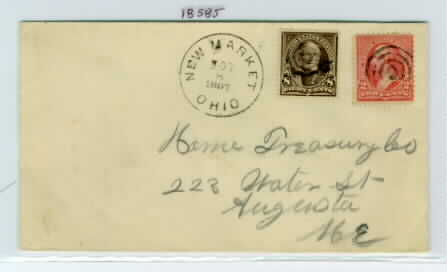 18585
NEW MARKET
OHIO
Home Treasury Co
223 Water St
Augusta
Me